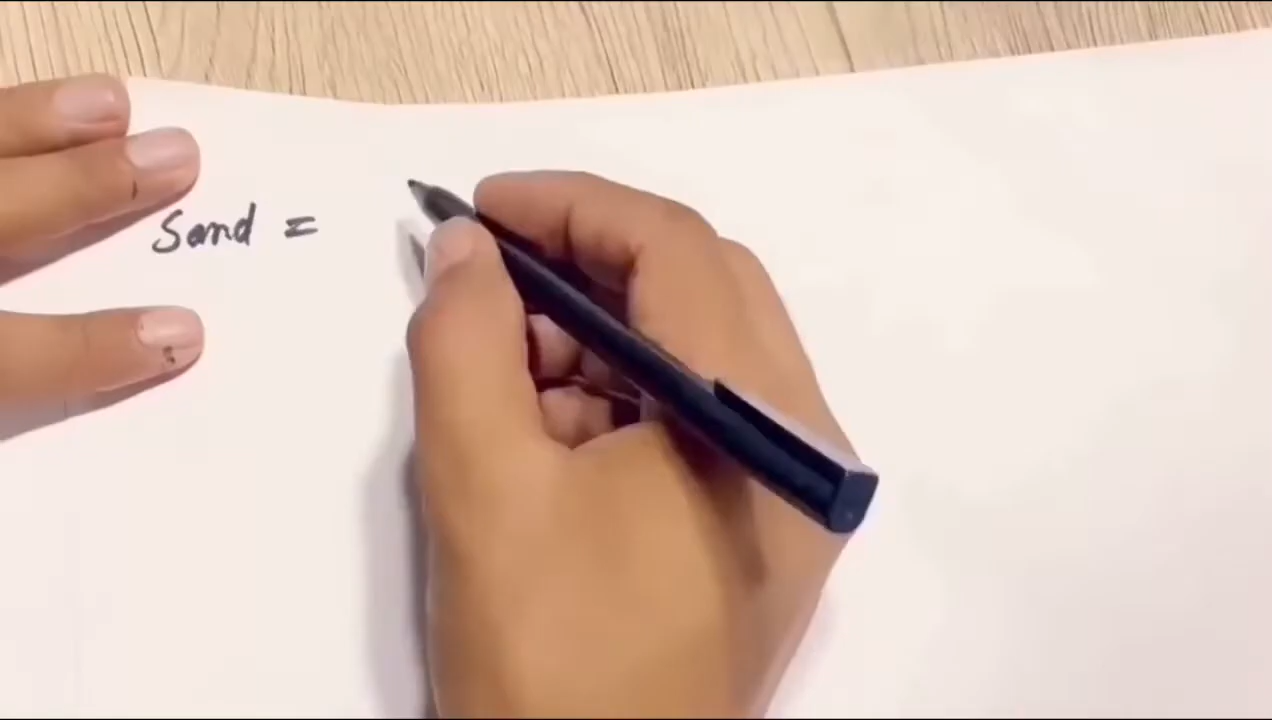 Sand =